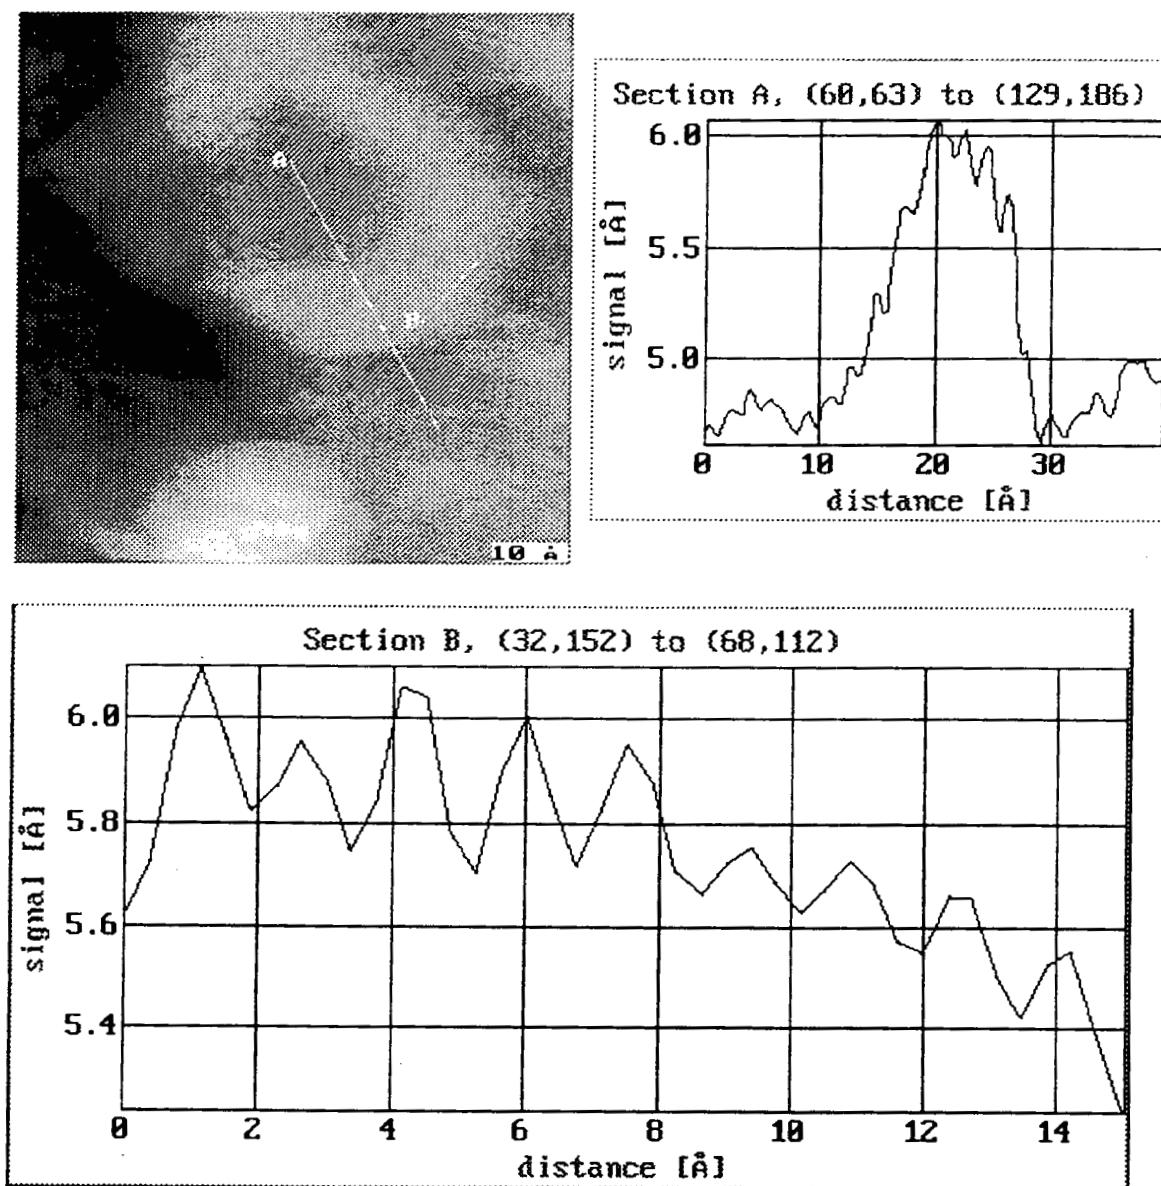 A
B
10 Å
Section A, (60,63) to (129,186)
6.0
5.5
5.0
signal [Å]
0 10 20 30
distance [Å]
Section B, (32,152) to (68,112)
6.0
5.8
5.6
5.4
signal [Å]
0 2 4 6 8 10 12 14
distance [Å]